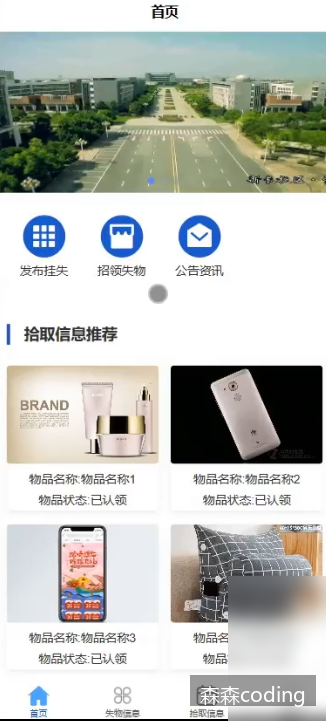 首页
发布挂失
招领失物
公告资讯
拾取信息推荐
BRAND
物品名称:物品名称1
物品状态:已认领
物品名称:物品名称2
物品状态:已认领
物品名称:物品名称3
物品状态:已认领
物品名
物品
首页
失物信息
拾取信息
森森coding